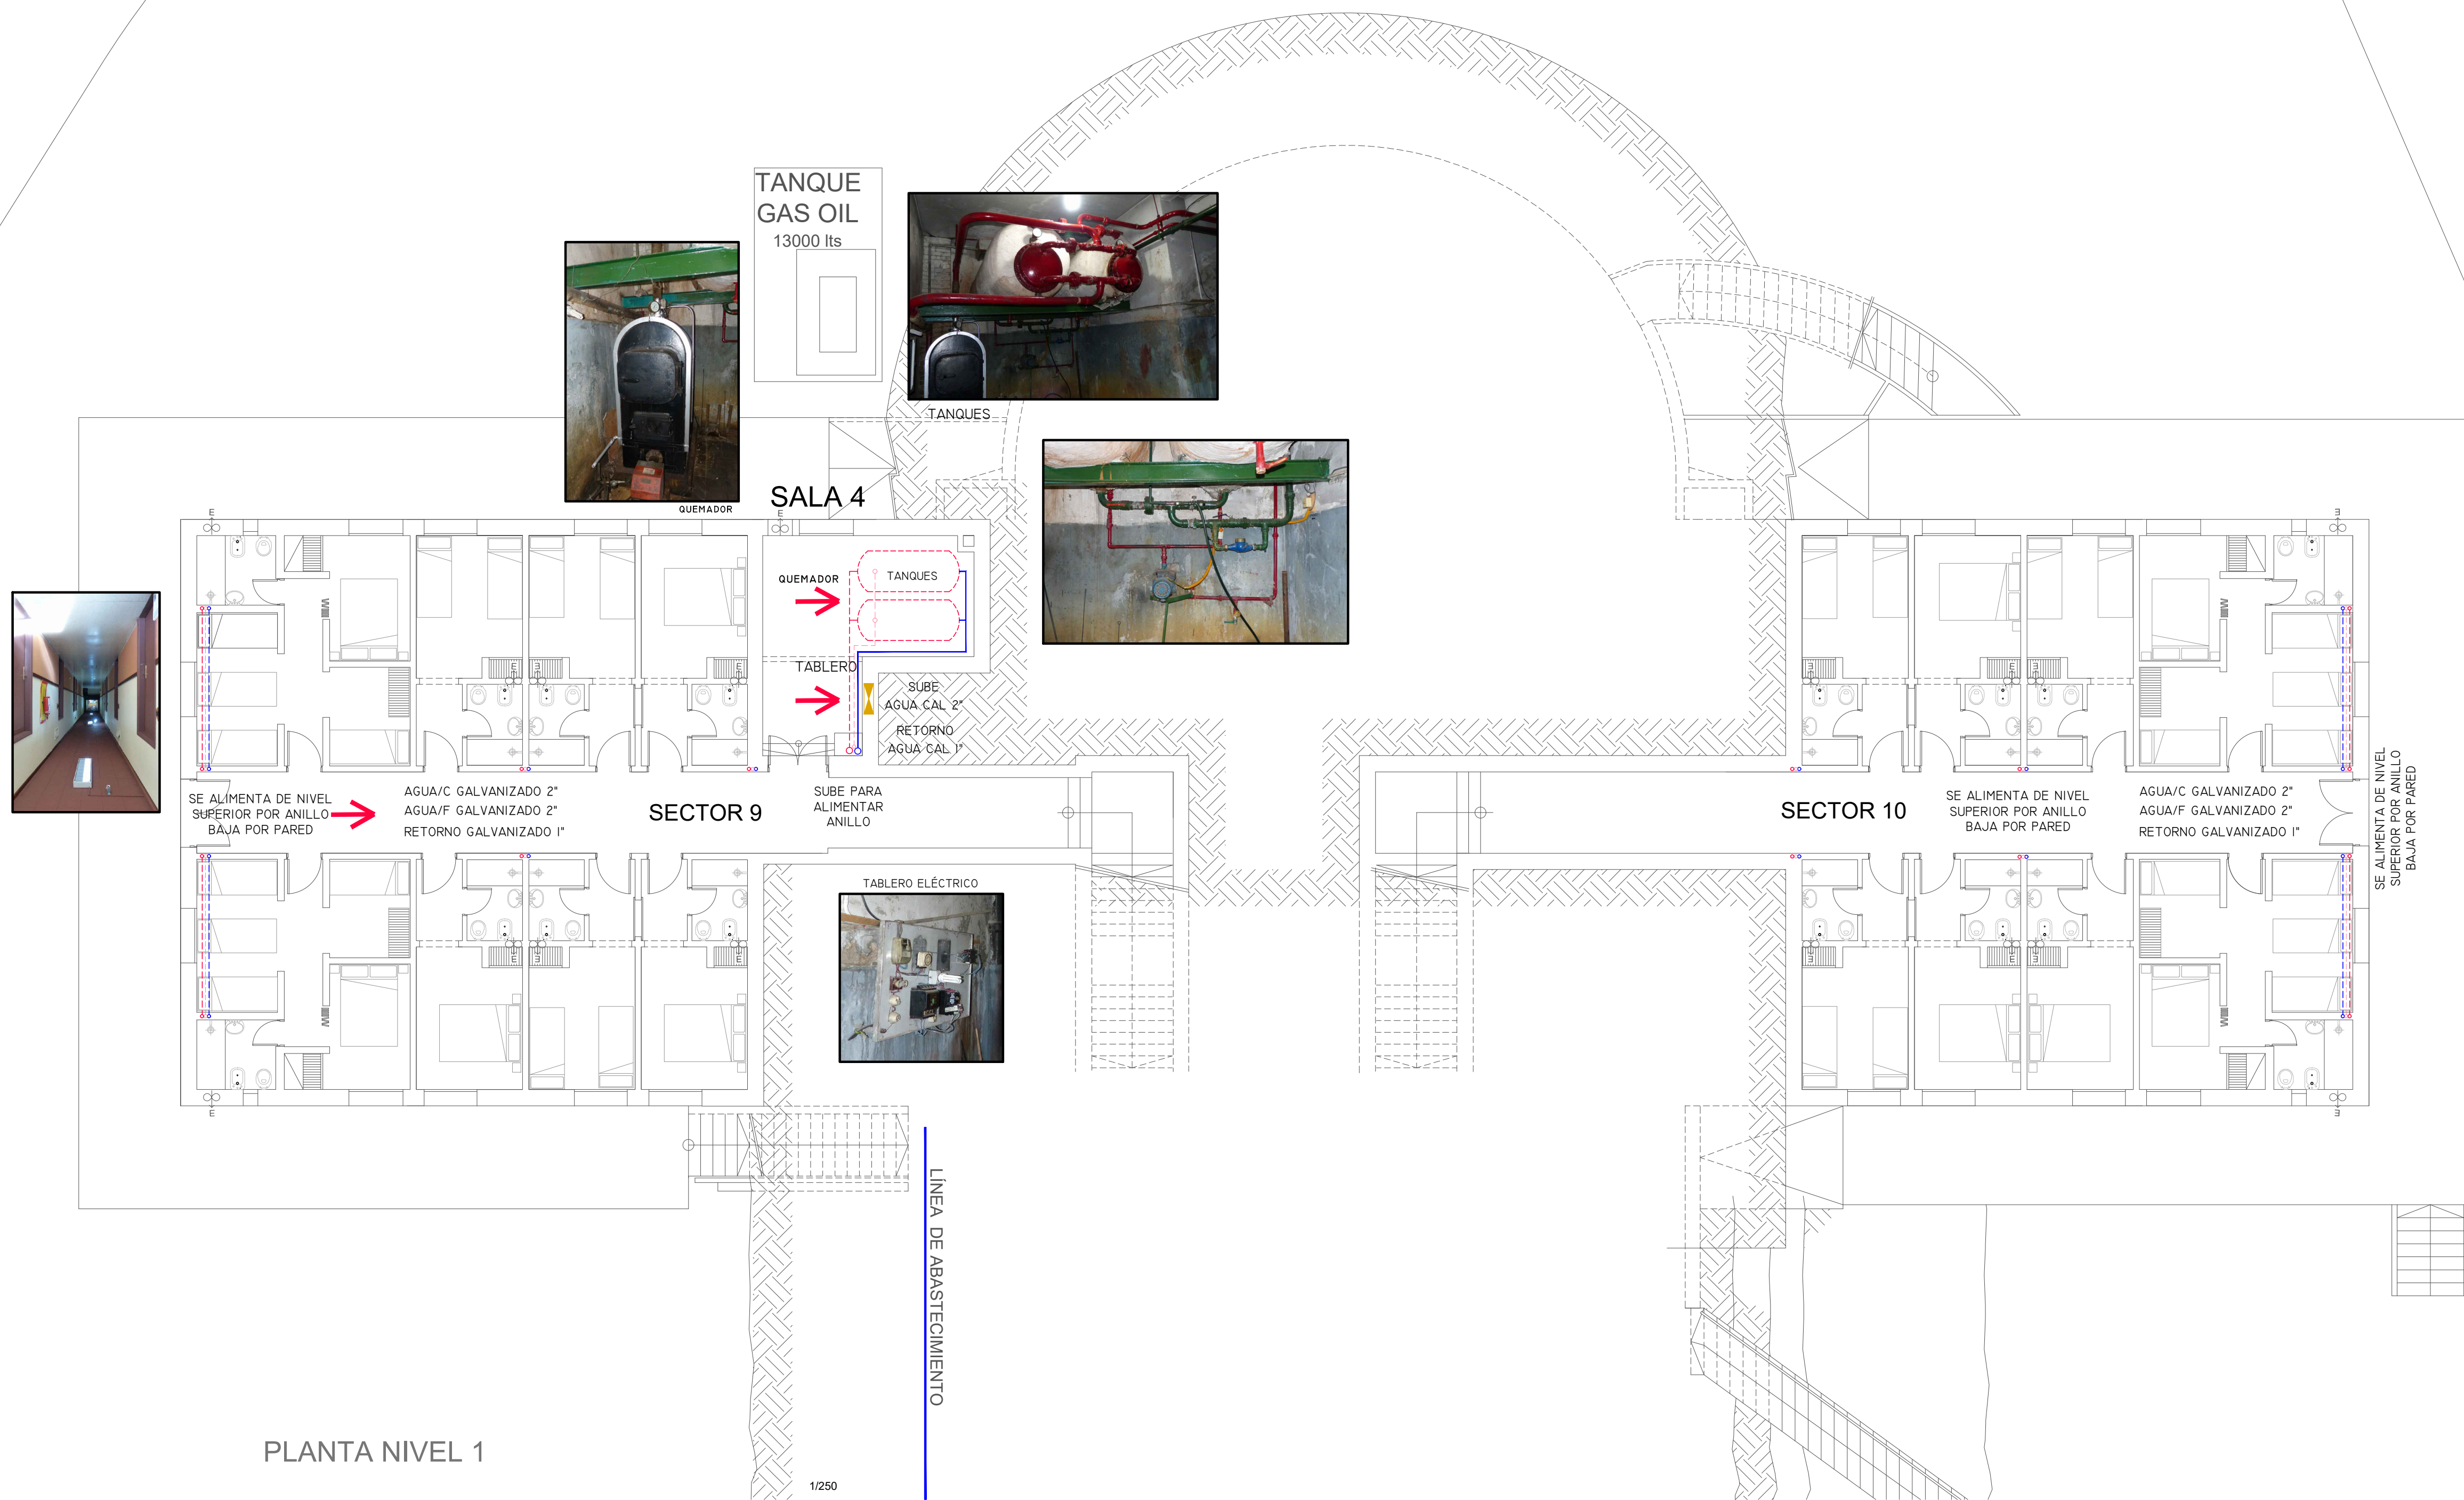 TANQUE
GAS OIL
13000 lts
TANQUES
QUEMADOR
SALA 4
E
E
E
QUEMADOR
TANQUES
TABLERO
SUBE
AGUA CAL 2"
RETORNO
AGUA CAL 1"
SE ALIMENTA DE NIVEL
SUPERIOR POR ANILLO
BAJA POR PARED
AGUA/C GALVANIZADO 2"
AGUA/F GALVANIZADO 2"
RETORNO GALVANIZADO 1"
SECTOR 9
SUBE PARA
ALIMENTAR
ANILLO
SECTOR 10
SE ALIMENTA DE NIVEL
SUPERIOR POR ANILLO
BAJA POR PARED
AGUA/C GALVANIZADO 2"
AGUA/F GALVANIZADO 2"
RETORNO GALVANIZADO 1"
SE ALIMENTA DE NIVEL
SUPERIOR POR ANILLO
BAJA POR PARED
TABLERO ELÉCTRICO
E
E
LÍNEA DE ABASTECIMIENTO
PLANTA NIVEL 1
1/250